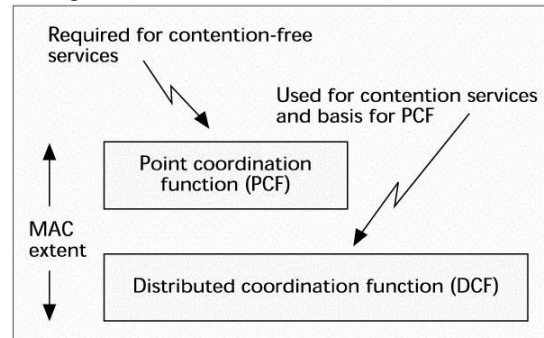 Required for contention-free
services
Used for contention services
and basis for PCF
Point coordination
function (PCF)
MAC
extent
Distributed coordination function (DCF)